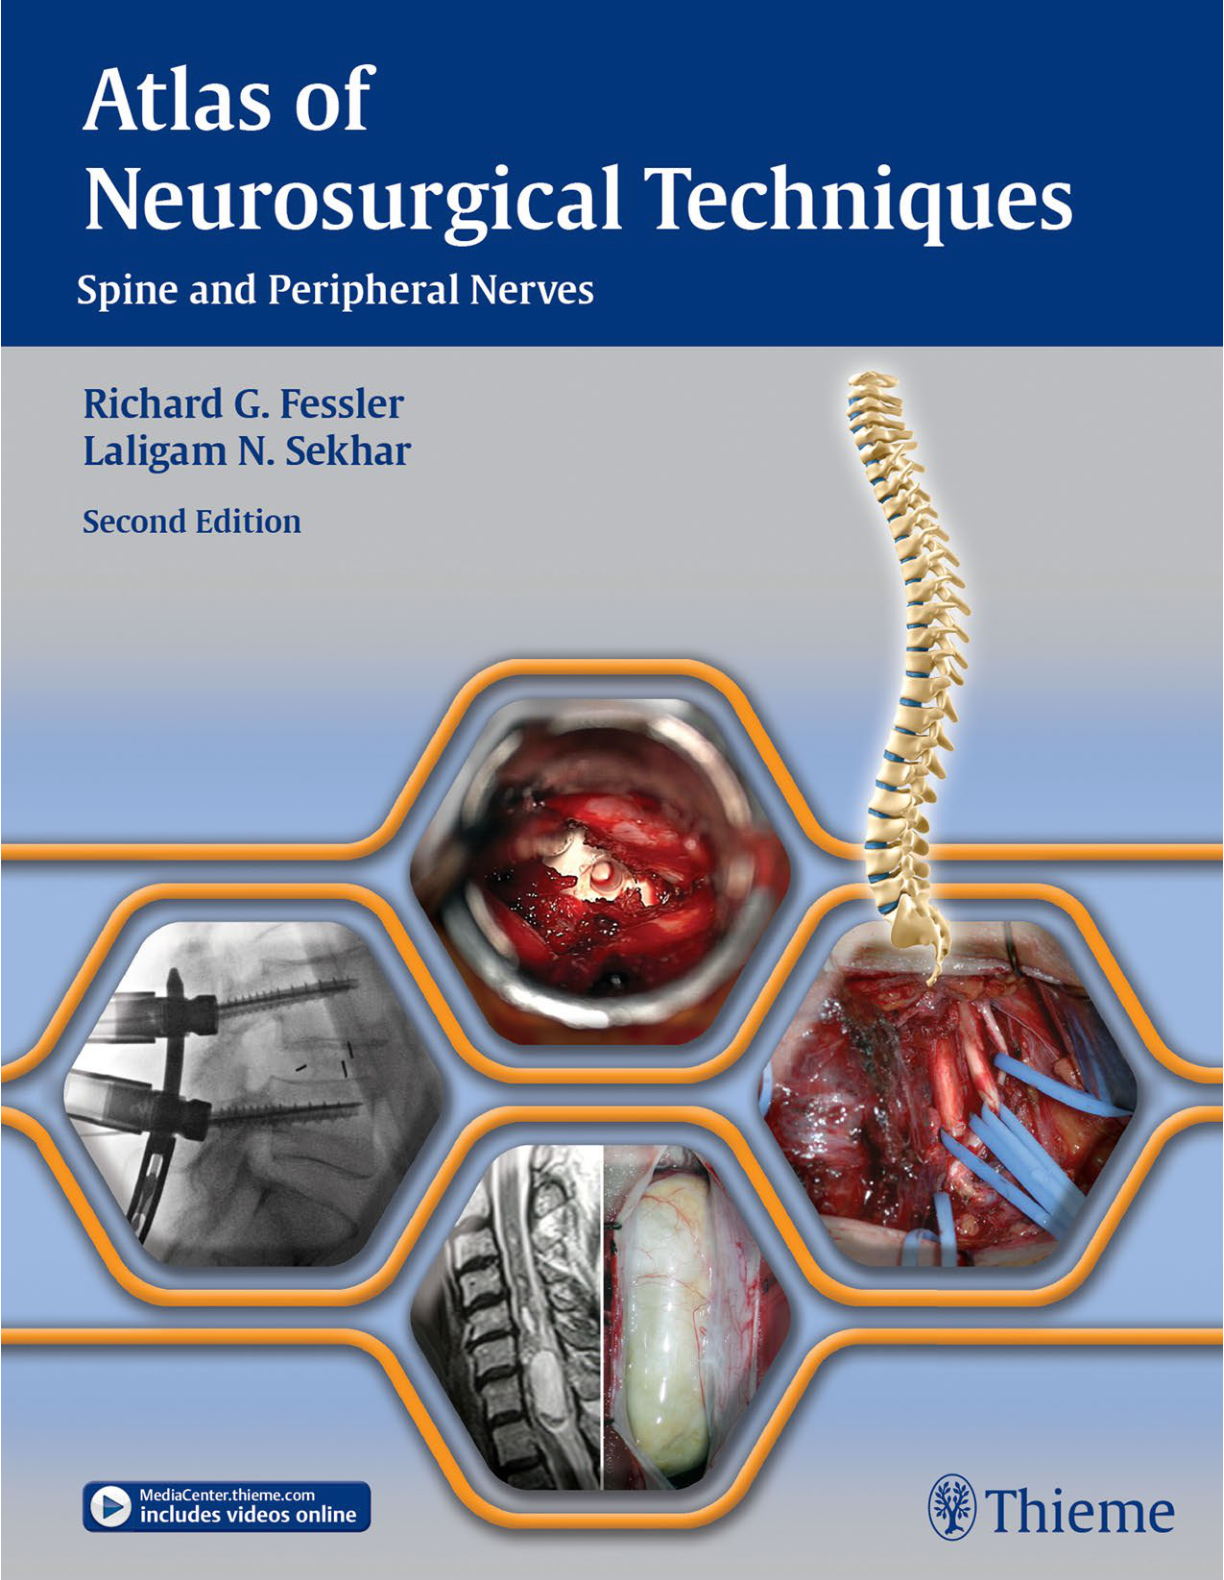 Atlas of
Neurosurgical Techniques
Spine and Peripheral Nerves
Richard G. Fessler
Laligam N. Sekhar
Second Edition
MediaCenter.thieme.com
includes videos online
Thieme